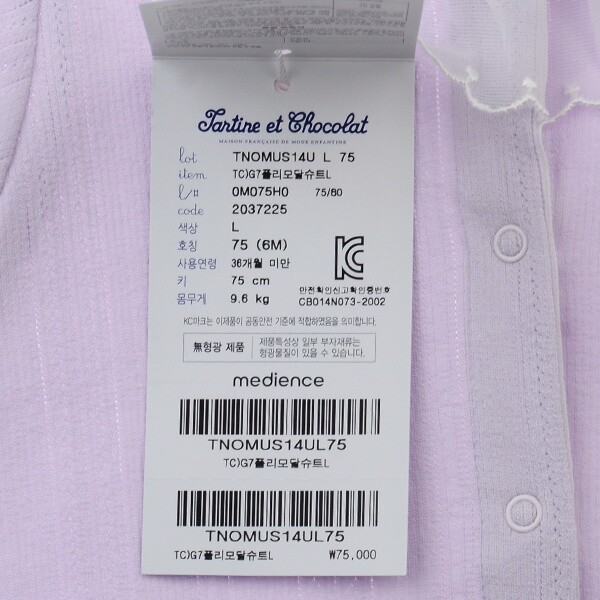 Tartine et Chocolat
MAISON FRANÇAISE DE MODE ENFANTINE
lot TNOMUS14U L 75
item TC)G7플리모달슈트L
l/# 0M075H0 75/80
code 2037225
색상 L
호칭 75 (6M)
사용연령 36개월 미만
키 75 cm
몸무게 9.6 kg
안전확인신고확인증번호
CB014N073-2002
KC마크는 이제품이 공통안전 기준에 적합하였음을 의미합니다.
無형광 제품
제품특성상 일부 부자재류는
형광물질이 있을 수 있습니다.
medience
TNOMUS14UL75
TC)G7플리모달슈트L
TNOMUS14UL75
TC)G7플리모달슈트L ₩75,000